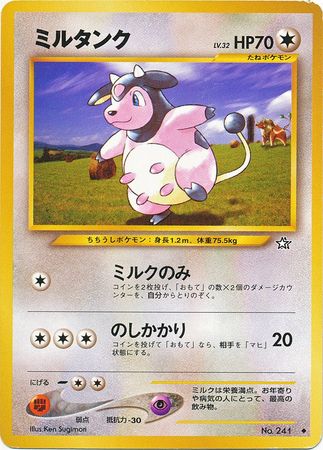 ミルタンク LV.32 HP70
たねポケモン
ちちうしポケモン：身長1.2m、体重75.5kg
ミルクのみ
コインを2枚投げ、「おもて」の数×2個のダメージカウンターを、自分からとりのぞく。
のしかかり 20
コインを投げて「おもて」なら、相手を「マヒ」状態にする。
にげる
弱点 抵抗力-30
ミルクは栄養満点。お年寄りや病気の人にとって、最高の飲み物。
Illus.Ken Sugimori No. 241